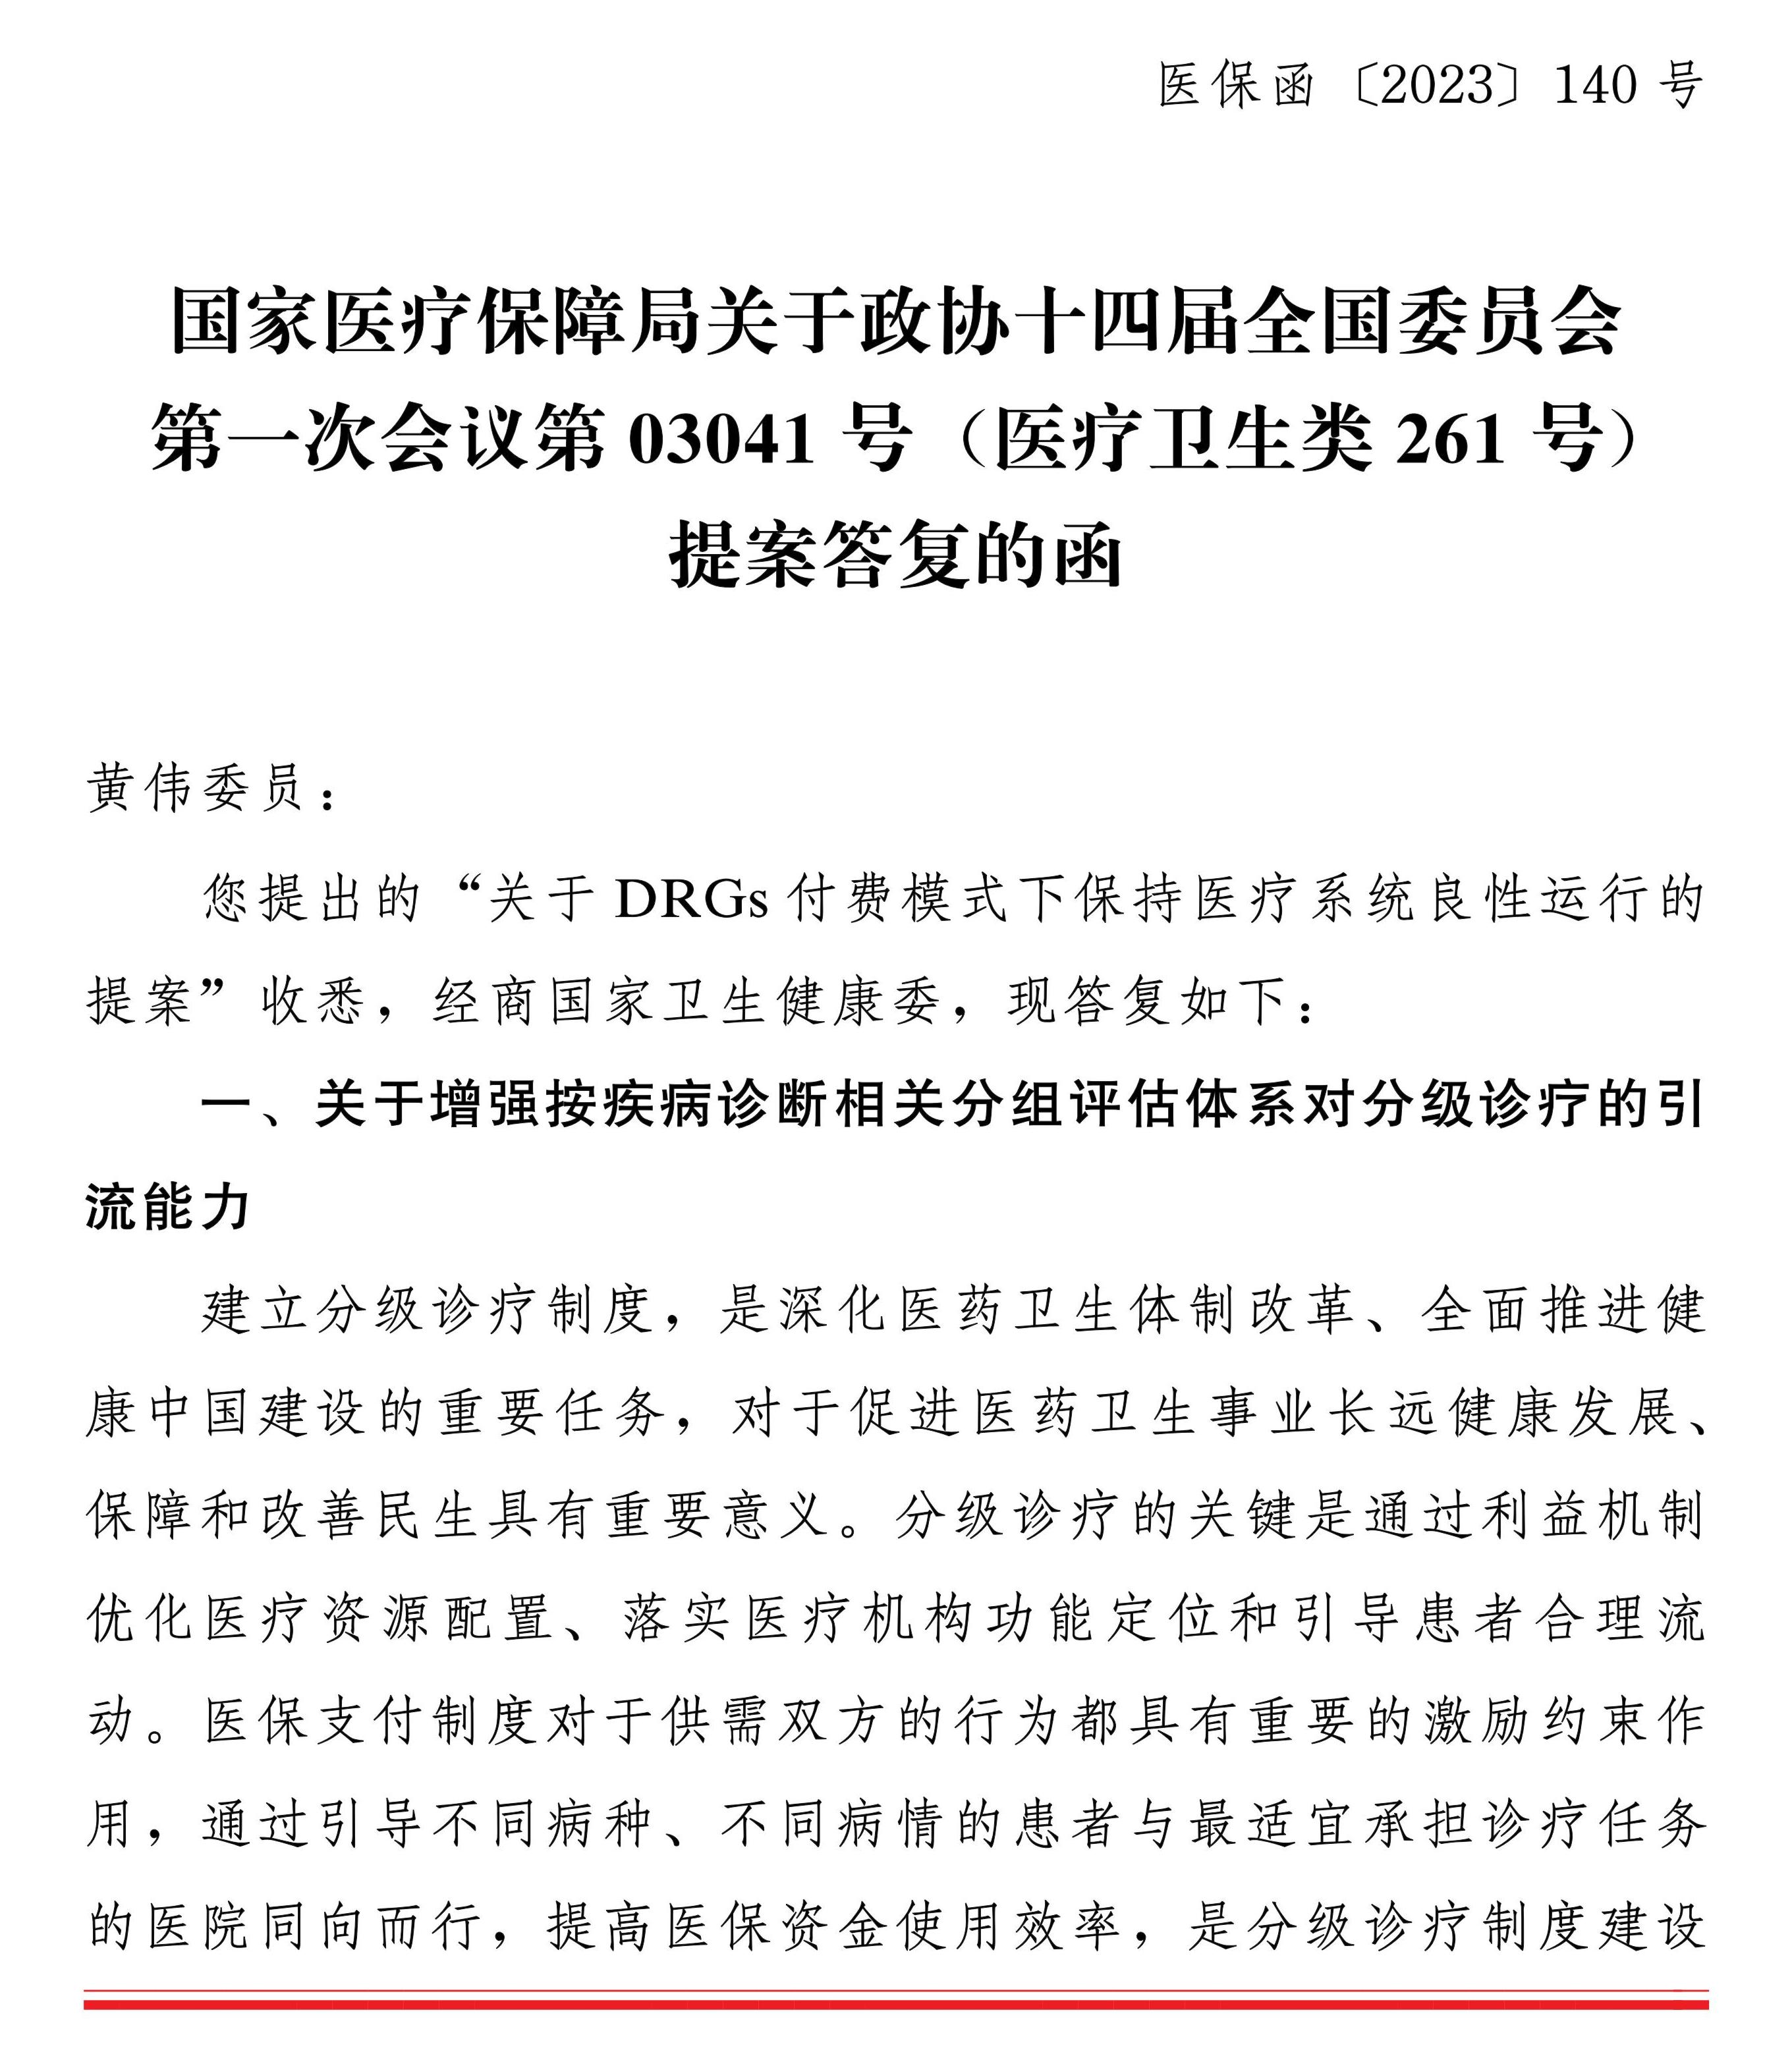 医保函〔2023〕140 号
国家医疗保障局关于政协十四届全国委员会
第一次会议第 03041 号（医疗卫生类 261 号）
提案答复的函
黄伟委员：
您提出的“关于 DRGs 付费模式下保持医疗系统良性运行的
提案”收悉，经商国家卫生健康委，现答复如下：
一、关于增强按疾病诊断相关分组评估体系对分级诊疗的引
流能力
建立分级诊疗制度，是深化医药卫生体制改革、全面推进健
康中国建设的重要任务，对于促进医药卫生事业长远健康发展、
保障和改善民生具有重要意义。分级诊疗的关键是通过利益机制
优化医疗资源配置、落实医疗机构功能定位和引导患者合理流
动。医保支付制度对于供需双方的行为都具有重要的激励约束作
用，通过引导不同病种、不同病情的患者与最适宜承担诊疗任务
的医院同向而行，提高医保资金使用效率，是分级诊疗制度建设